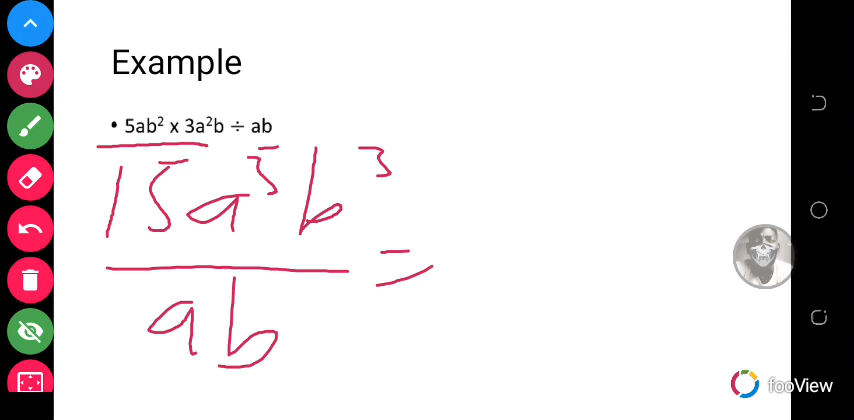 Example
• 5ab² x 3a²b ÷ ab
15a³b³
=
ab
fooView